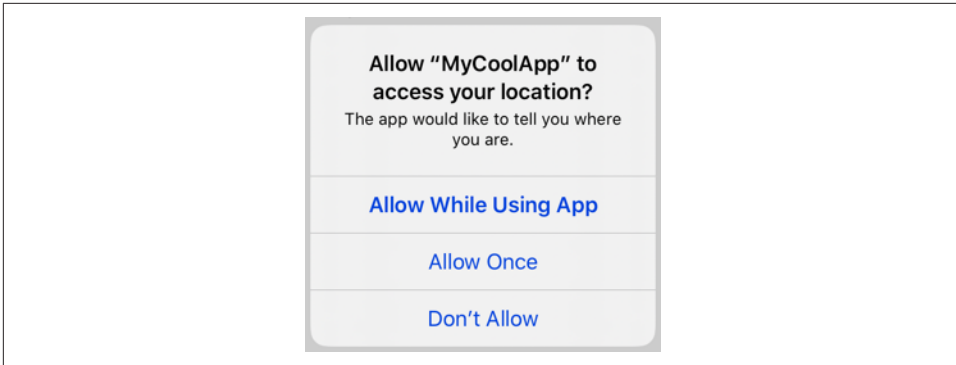 Allow “MyCoolApp” to
access your location?
The app would like to tell you where
you are.
Allow While Using App
Allow Once
Don’t Allow